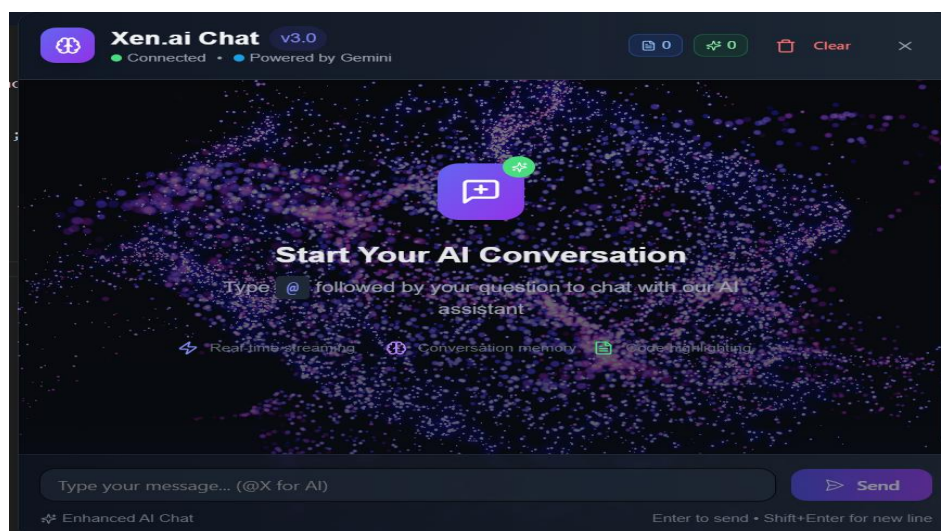 Xen.ai Chat v3.0
Connected • Powered by Gemini
0 0 Clear
Start Your AI Conversation
Type @ followed by your question to chat with our AI
assistant
Real-time streaming Conversation memory Code highlighting
Type your message... (@X for AI)
Send
Enhanced AI Chat
Enter to send • Shift+Enter for new line